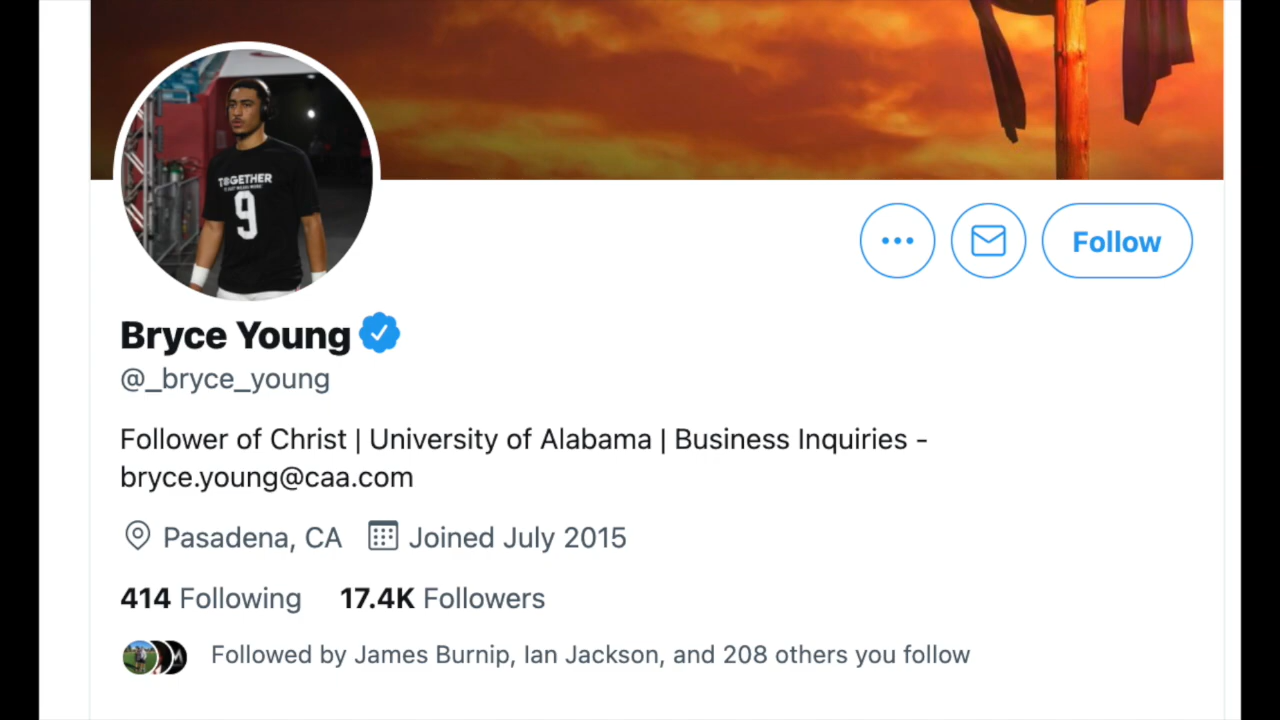 TOGETHER
9
Follow
Bryce Young
@_bryce_young
Follower of Christ | University of Alabama | Business Inquiries -
bryce.young@caa.com
Pasadena, CA Joined July 2015
414 Following 17.4K Followers
Followed by James Burnip, Ian Jackson, and 208 others you follow